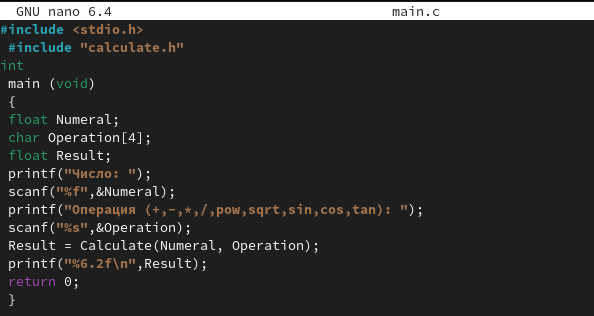 GNU nano 6.4 main.c
#include <stdio.h>
#include "calculate.h"
int
main (void)
{
float Numeral;
char Operation[4];
float Result;
printf("Число: ");
scanf("%f",&Numeral);
printf("Операция (+,-,*,/,pow,sqrt,sin,cos,tan): ");
scanf("%s",&Operation);
Result = Calculate(Numeral, Operation);
printf("%6.2f\n",Result);
return 0;
}